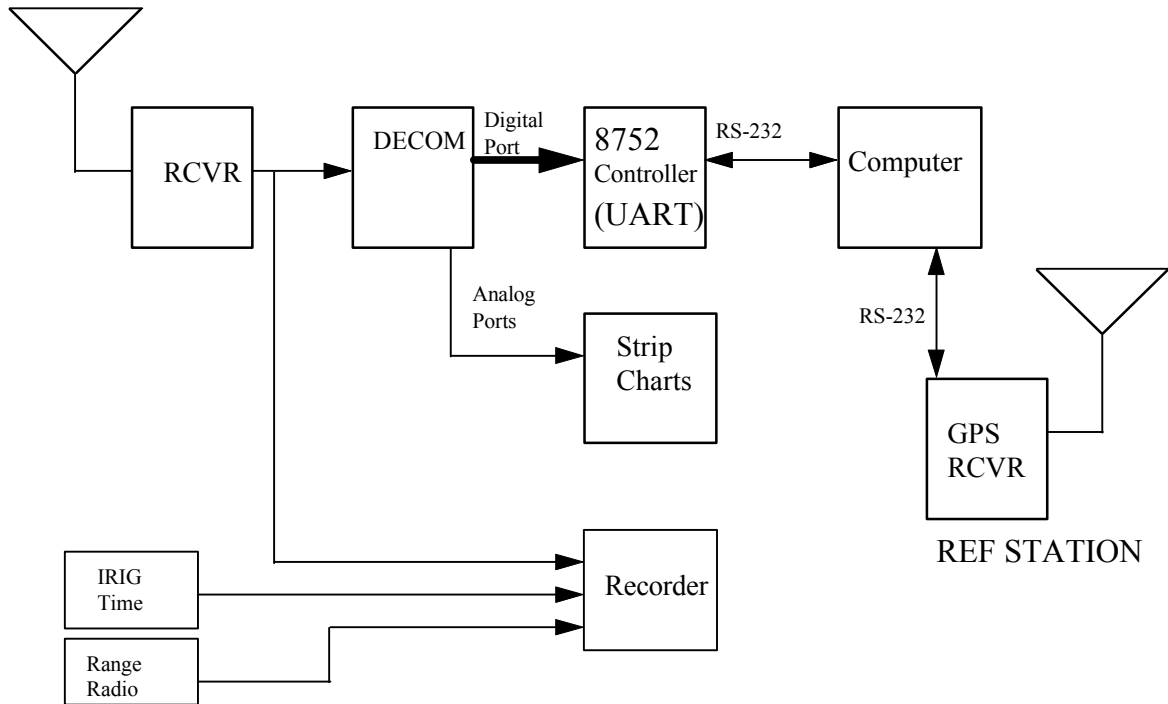 RCVR
DECOM
Digital
Port
8752
Controller
(UART)
RS-232
Computer
Analog
Ports
Strip
Charts
RS-232
GPS
RCVR
REF STATION
IRIG
Time
Recorder
Range
Radio